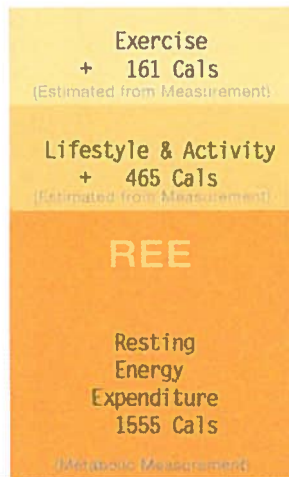 Exercise
+ 161 Cals
(Estimated from Measurement)
Lifestyle & Activity
+ 465 Cals
(Estimated from Measurement)
REE
Resting
Energy
Expenditure
1555 Cals
(Metabolic Measurement)